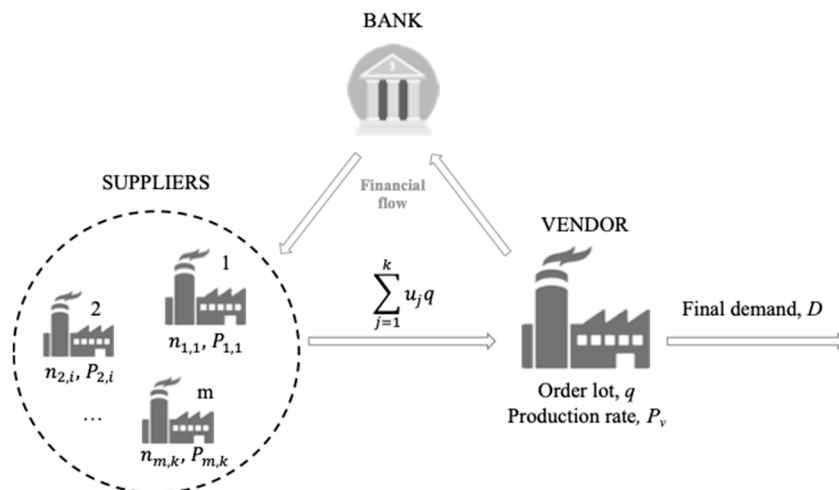 BANK
SUPPLIERS
Financial
flow
VENDOR
1
2
n₁,₁, P₁,₁
n₂,ᵢ, P₂,ᵢ
...
m
nₘ,ₖ, Pₘ,ₖ
∑ⱼ₌₁ᵏ uⱼq
Final demand, D
Order lot, q
Production rate, Pᵥ